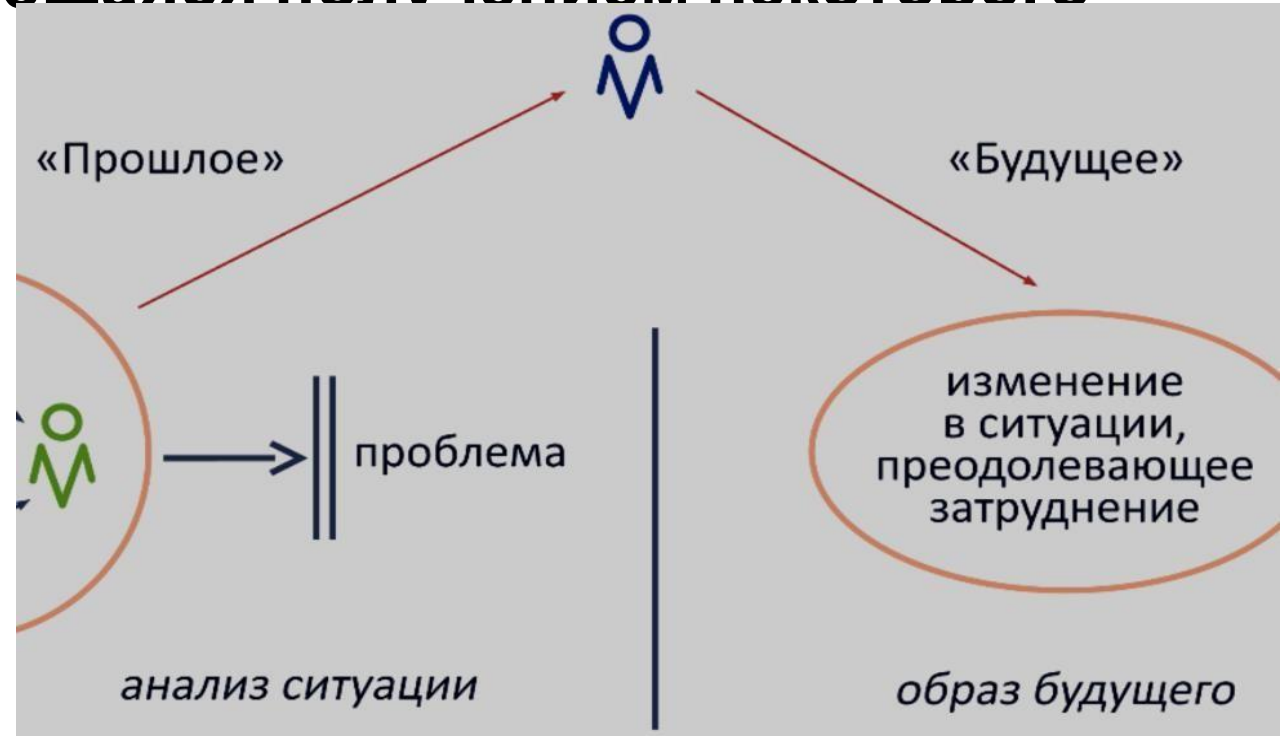 «Прошлое»
«Будущее»
проблема
изменение
в ситуации,
преодолевающее
затруднение
анализ ситуации
образ будущего